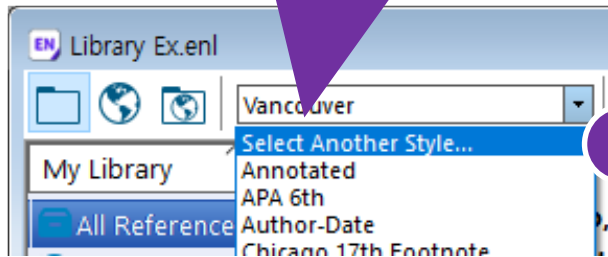 EN Library Ex.enl
Vancouver
Select Another Style...
My Library
Annotated
APA 6th
All Reference
Author-Date
Chicago 17th Footnote